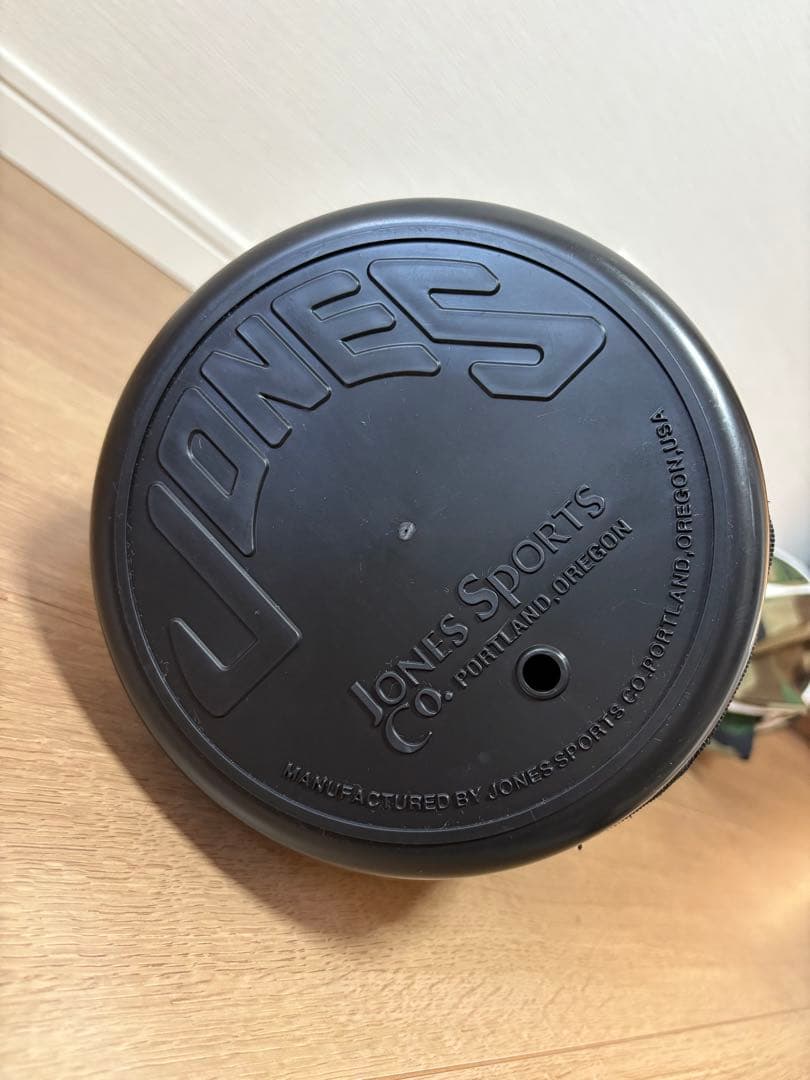 JONES
JONES SPORTS
CO. PORTLAND, OREGON
MANUFACTURED BY JONES SPORTS CO. PORTLAND, OREGON, USA